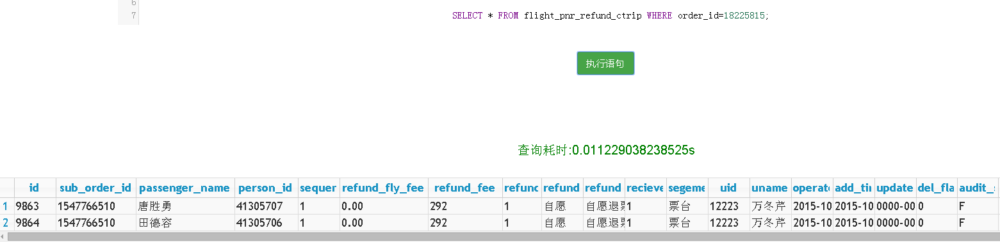 6
7 SELECT * FROM flight_pnr_refund_ctrip WHERE order_id=18225815;
执行语句
查询耗时:0.011229038238525s
id sub_order_id passenger_name person_id sequer refund_fly_fee refund_fee refunc refund refund recieve segeme uid uname operate add_tin update del_fla audit_s
1 9863 1547766510 唐胜勇 41305707 1 0.00 292 1 自愿 自愿退票 1 票台 12223 万冬芹 2015-10 2015-10 0000-00 0 F
2 9864 1547766510 田德容 41305706 1 0.00 292 1 自愿 自愿退票 1 票台 12223 万冬芹 2015-10 2015-10 0000-00 0 F